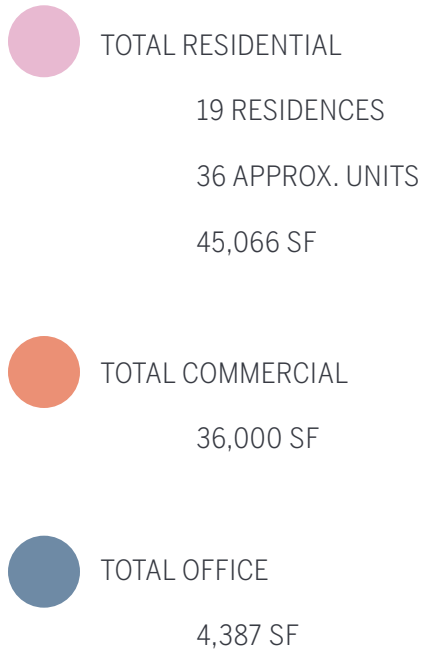 TOTAL RESIDENTIAL
19 RESIDENCES
36 APPROX. UNITS
45,066 SF
TOTAL COMMERCIAL
36,000 SF
TOTAL OFFICE
4,387 SF